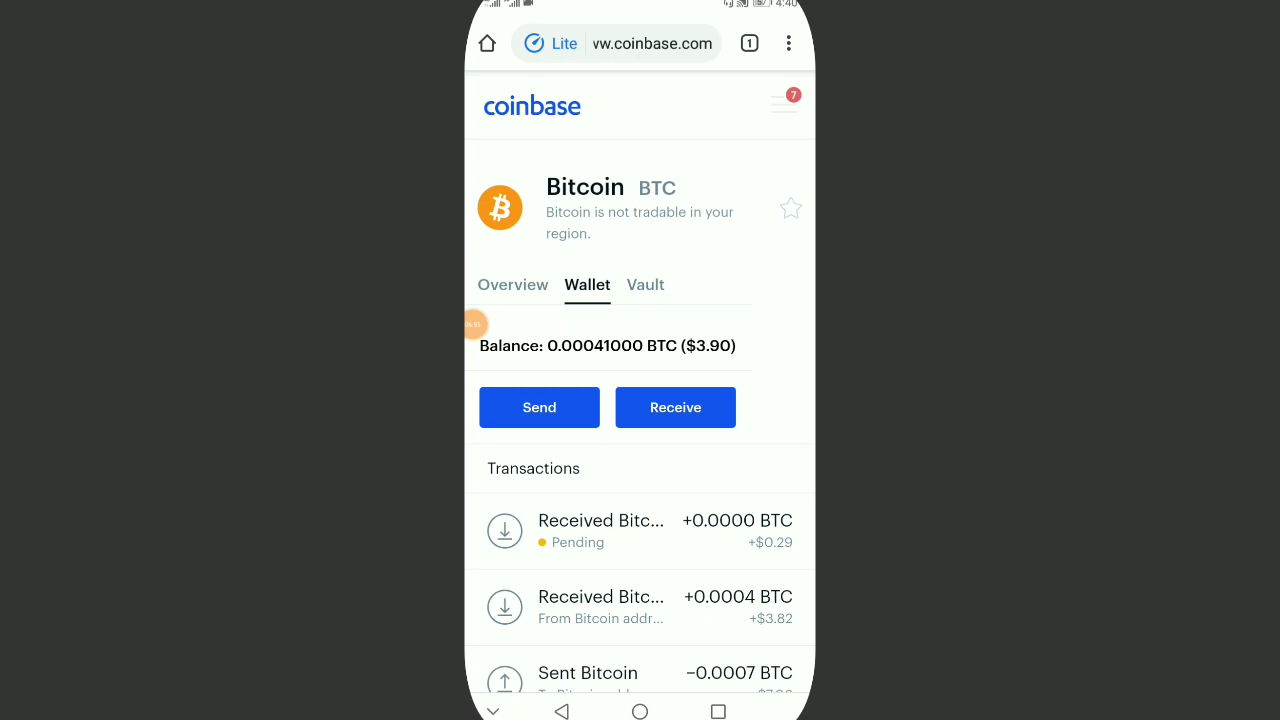 4:40
Lite
vw.coinbase.com
1
coinbase
7
Bitcoin BTC
Bitcoin is not tradable in your
region.
Overview Wallet Vault
Balance: 0.00041000 BTC ($3.90)
Send Receive
Transactions
Received Bitc... +0.0000 BTC
Pending +$0.29
Received Bitc... +0.0004 BTC
From Bitcoin addr... +$3.82
Sent Bitcoin −0.0007 BTC